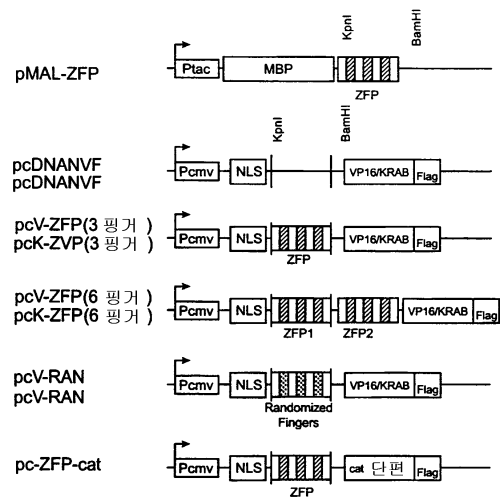 KpnI BamHI
pMAL-ZFP Ptac MBP
ZFP
KpnI BamHI
pcDNANVF
pcDNANVF Pcmv NLS VP16/KRAB Flag
pcV-ZFP(3 핑거 )
pcK-ZVP(3 핑거 ) Pcmv NLS VP16/KRAB Flag
ZFP
pcV-ZFP(6 핑거 )
pcK-ZFP(6 핑거 ) Pcmv NLS VP16/KRAB Flag
ZFP1 ZFP2
pcV-RAN
pcV-RAN Pcmv NLS VP16/KRAB Flag
Randomized
Fingers
pc-ZFP-cat Pcmv NLS cat 단편 Flag
ZFP